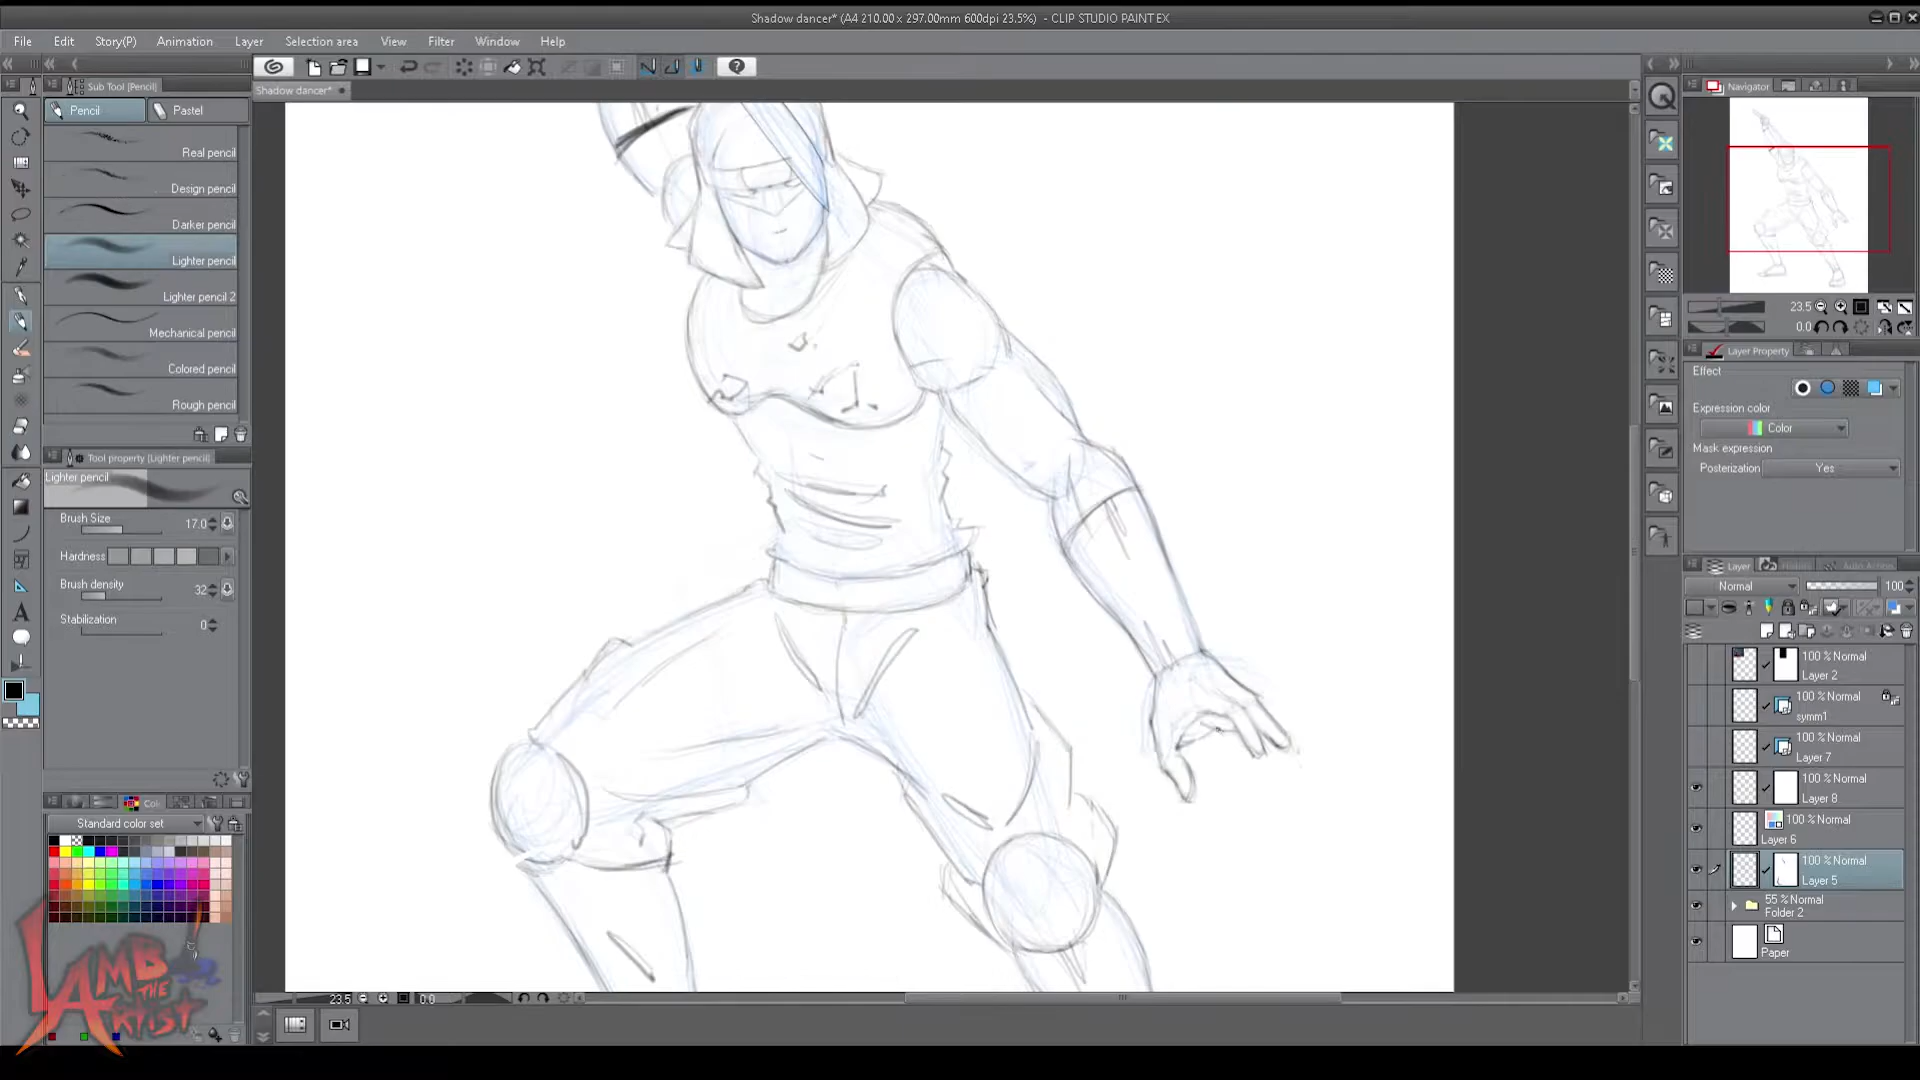 Shadow dancer* (A4 210.00 x 297.00mm 600dpi 23.5%) - CLIP STUDIO PAINT EX
File Edit Story(P) Animation Layer Selection area View Filter Window Help
Sub Tool [Pencil]
Shadow dancer*
Navigator
Pencil Pastel
Real pencil
Design pencil
Darker pencil
Lighter pencil
Lighter pencil 2
Mechanical pencil
Colored pencil
Rough pencil
Tool property [Lighter pencil]
Lighter pencil
Brush Size 17.0
Hardness
Brush density 32
Stabilization 0
Standard color set
LAMB
THE
ARTIST
23.5 0.0
23.5
0.0
Layer Property
Effect
Expression color
Color
Mask expression
Posterization Yes
Layer Auto Action
Normal 100
100 % Normal
Layer 2
100 % Normal
symm1
100 % Normal
Layer 7
100 % Normal
Layer 8
100 % Normal
Layer 6
100 % Normal
Layer 5
55 % Normal
Folder 2
Paper